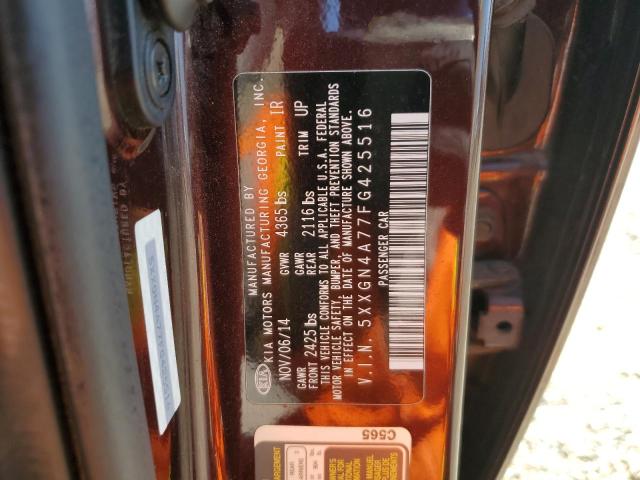 KIA
MANUFACTURED BY
KIA MOTORS MANUFACTURING GEORGIA, INC.
NOV/06/14 GVWR 4365 lbs PAINT IR
GAWR FRONT 2425 lbs GAWR REAR 2116 lbs TRIM UP
THIS VEHICLE CONFORMS TO ALL APPLICABLE U.S.A. FEDERAL
MOTOR VEHICLE SAFETY, BUMPER, AND THEFT PREVENTION STANDARDS
IN EFFECT ON THE DATE OF MANUFACTURE SHOWN ABOVE.
V.I.N. 5XXGN4A77FG425516
PASSENGER CAR
C565